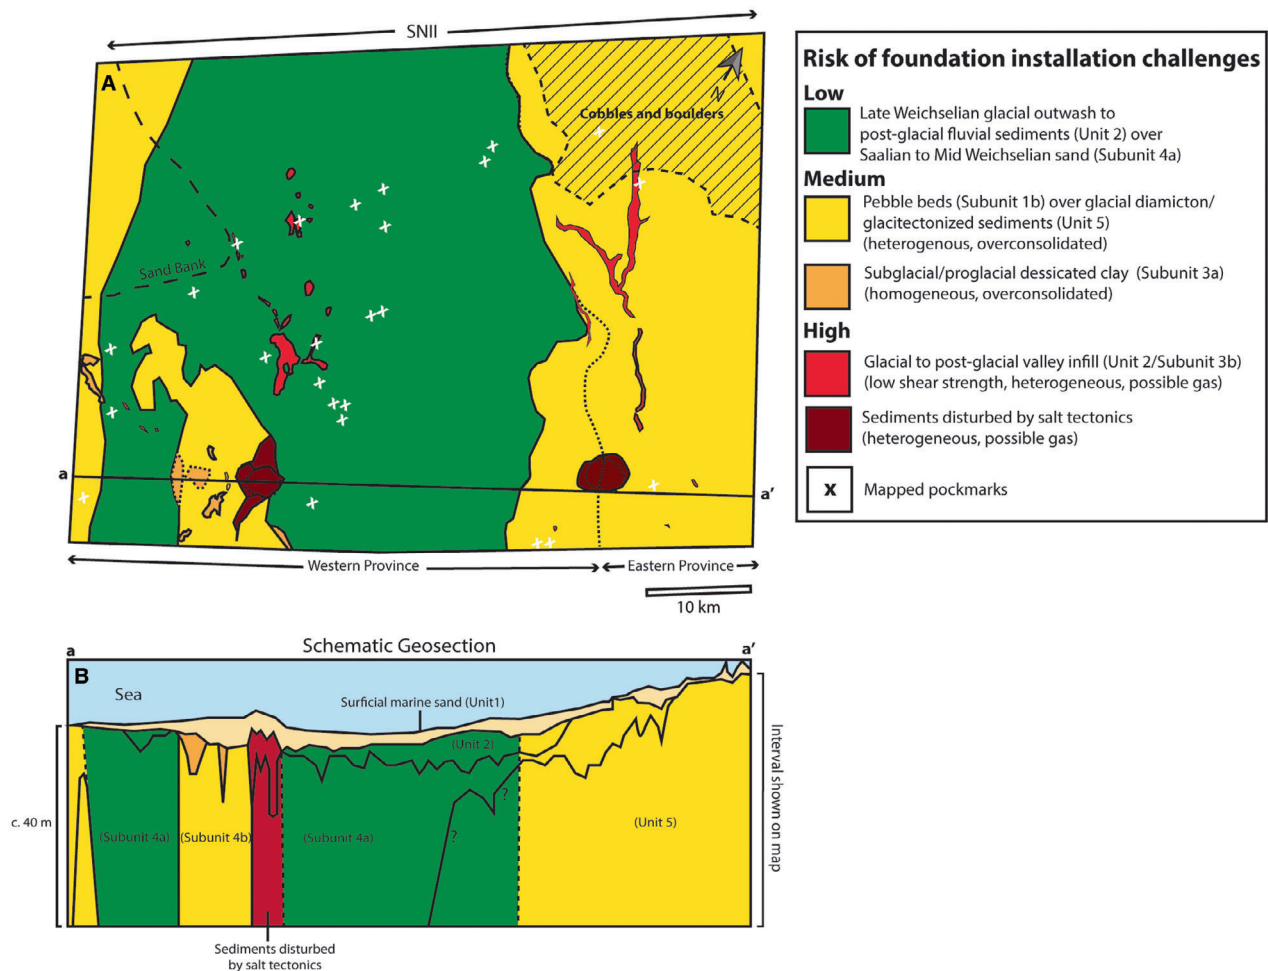 SNII
A
N
Cobbles and boulders
Sand Bank
a
a'
Western Province
Eastern Province
10 km
Risk of foundation installation challenges
Low
Late Weichselian glacial outwash to
post-glacial fluvial sediments (Unit 2) over
Saalian to Mid Weichselian sand (Subunit 4a)
Medium
Pebble beds (Subunit 1b) over glacial diamicton/
glacitectonized sediments (Unit 5)
(heterogenous, overconsolidated)
Subglacial/proglacial dessicated clay (Subunit 3a)
(homogeneous, overconsolidated)
High
Glacial to post-glacial valley infill (Unit 2/Subunit 3b)
(low shear strength, heterogeneous, possible gas)
Sediments disturbed by salt tectonics
(heterogeneous, possible gas)
x Mapped pockmarks
Schematic Geosection
a
a'
B
Sea
Surficial marine sand (Unit1)
(Unit 2)
?
?
(Subunit 4a)
(Subunit 4b)
(Subunit 4a)
(Unit 5)
c. 40 m
Interval shown on map
Sediments disturbed
by salt tectonics